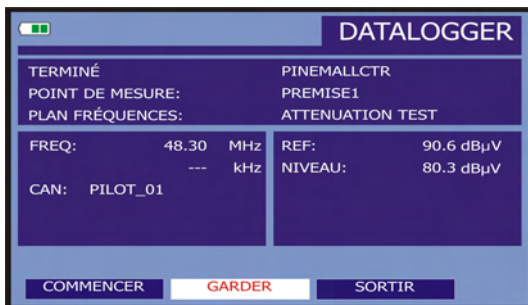 DATALOGGER
TERMINÉ PINEMALLCTR
POINT DE MESURE: PREMISE1
PLAN FRÉQUENCES: ATTENUATION TEST
FREQ: 48.30 MHz REF: 90.6 dBµV
--- kHz NIVEAU: 80.3 dBµV
CAN: PILOT_01
COMMENCER GARDER SORTIR